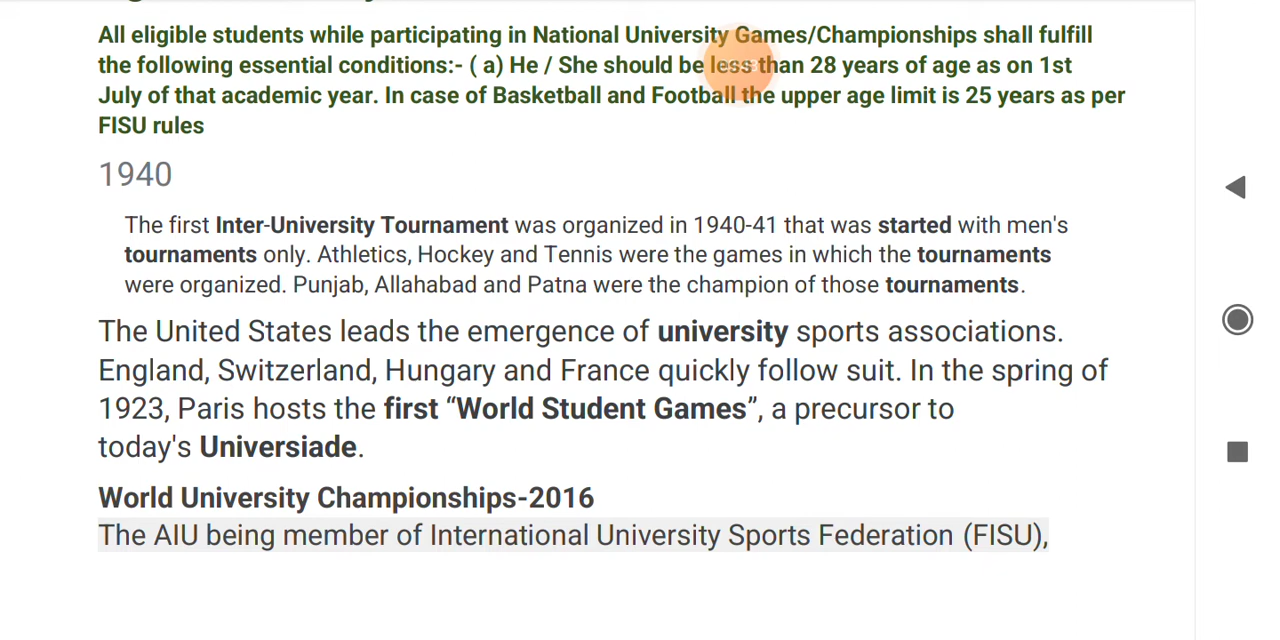 All eligible students while participating in National University Games/Championships shall fulfill
the following essential conditions:- ( a) He / She should be less than 28 years of age as on 1st
July of that academic year. In case of Basketball and Football the upper age limit is 25 years as per
FISU rules
1940
The first Inter-University Tournament was organized in 1940-41 that was started with men's
tournaments only. Athletics, Hockey and Tennis were the games in which the tournaments
were organized. Punjab, Allahabad and Patna were the champion of those tournaments.
The United States leads the emergence of university sports associations.
England, Switzerland, Hungary and France quickly follow suit. In the spring of
1923, Paris hosts the first “World Student Games”, a precursor to
today's Universiade.
World University Championships-2016
The AIU being member of International University Sports Federation (FISU),